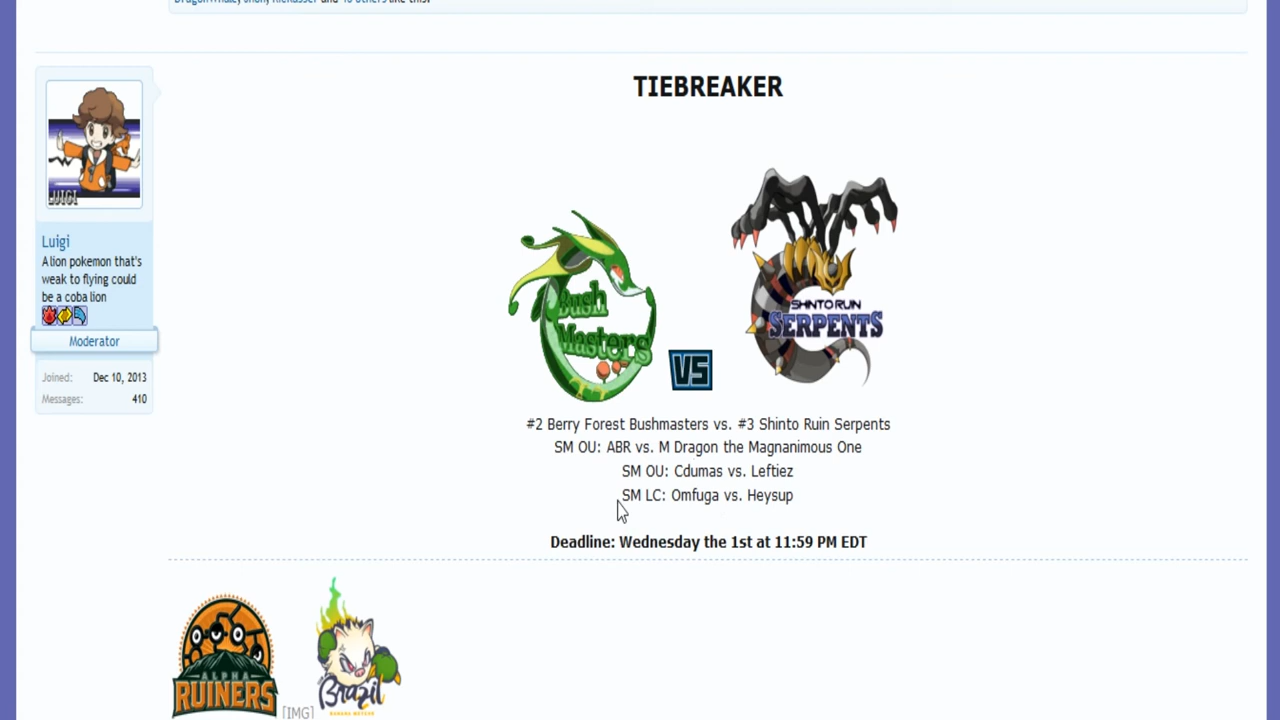 TIEBREAKER
LUIGI
Luigi
A lion pokemon that's
weak to flying could
be a coba lion
Moderator
Joined: Dec 10, 2013
Messages: 410
Bush
Masters
VS
SHINTO RUIN
SERPENTS
#2 Berry Forest Bushmasters vs. #3 Shinto Ruin Serpents
SM OU: ABR vs. M Dragon the Magnanimous One
SM OU: Cdumas vs. Leftiez
SM LC: Omfuga vs. Heysup
Deadline: Wednesday the 1st at 11:59 PM EDT
ALPHA
RUINERS
[IMG]
Brazil